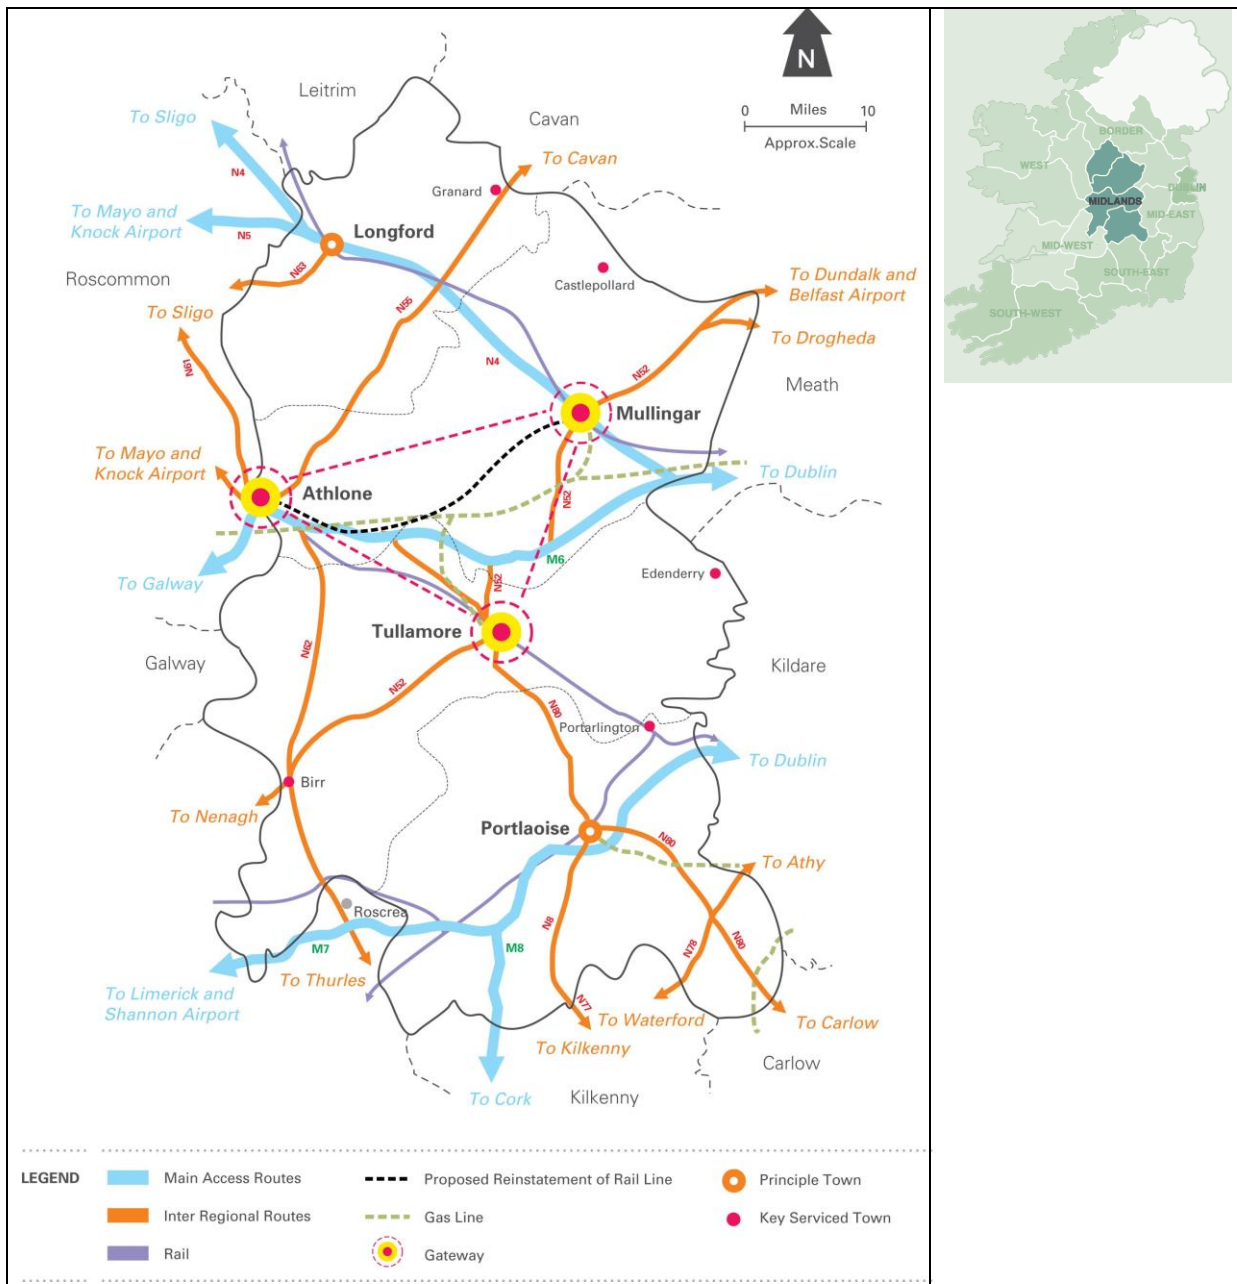 N
0 Miles 10
Approx.Scale
Leitrim
Cavan
To Sligo
To Cavan
N4
Granard
To Mayo and
Knock Airport
N5
Longford
Roscommon
N63
Castlepollard
To Dundalk and
Belfast Airport
To Sligo
N55
To Drogheda
N61
N4
N52
Meath
Mullingar
To Mayo and
Knock Airport
Athlone
To Dublin
N52
M6
To Galway
N52
Edenderry
Tullamore
Galway
N62
Kildare
N52
N80
Portarlington
To Dublin
Birr
To Nenagh
Portlaoise
N80
To Athy
Roscrea
N8
M7
M8
N78
N80
To Thurles
To Limerick and
Shannon Airport
N77
To Waterford
To Carlow
To Kilkenny
Carlow
To Cork
Kilkenny
LEGEND
Main Access Routes
Proposed Reinstatement of Rail Line
Principle Town
Inter Regional Routes
Gas Line
Key Serviced Town
Rail
Gateway
BORDER
WEST
DUBLIN
MIDLANDS
MID-EAST
MID-WEST
SOUTH-EAST
SOUTH-WEST